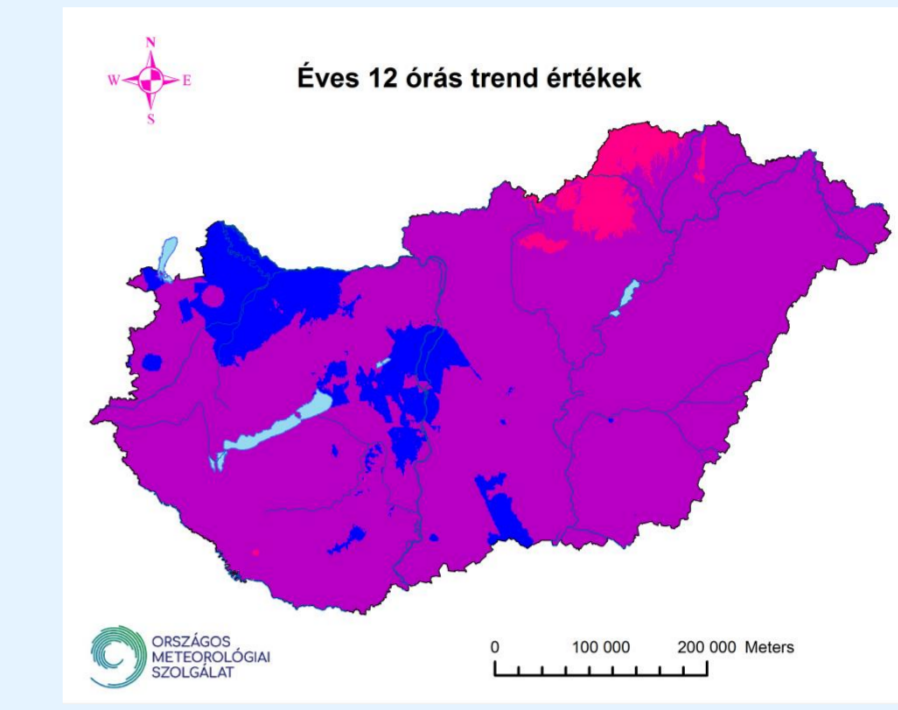 N
W E
S
Éves 12 órás trend értékek
ORSZÁGOS
METEOROLÓGIAI
SZOLGÁLAT
0 100 000 200 000 Meters